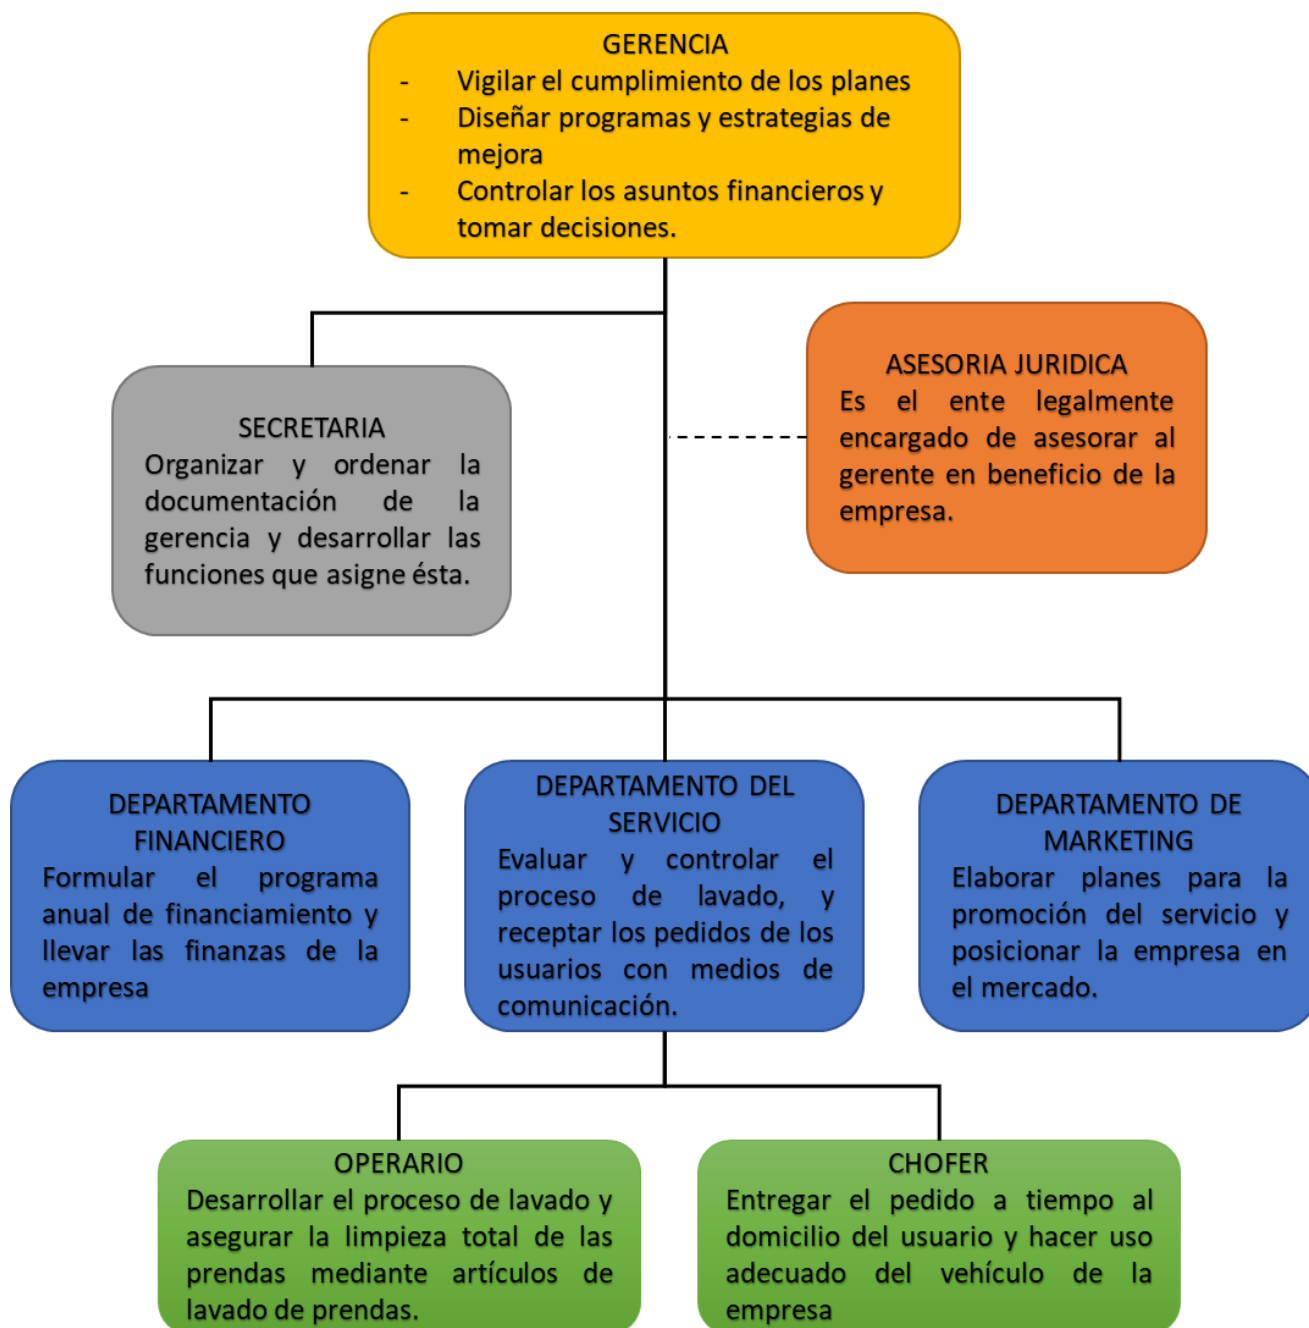 GERENCIA
- Vigilar el cumplimiento de los planes
- Diseñar programas y estrategias de
mejora
- Controlar los asuntos financieros y
tomar decisiones.
ASESORIA JURIDICA
Es el ente legalmente
encargado de asesorar al
gerente en beneficio de la
empresa.
SECRETARIA
Organizar y ordenar la
documentación de la
gerencia y desarrollar las
funciones que asigne ésta.
DEPARTAMENTO
FINANCIERO
Formular el programa
anual de financiamiento y
llevar las finanzas de la
empresa
DEPARTAMENTO DEL
SERVICIO
Evaluar y controlar el
proceso de lavado, y
receptar los pedidos de los
usuarios con medios de
comunicación.
DEPARTAMENTO DE
MARKETING
Elaborar planes para la
promoción del servicio y
posicionar la empresa en
el mercado.
OPERARIO
Desarrollar el proceso de lavado y
asegurar la limpieza total de las
prendas mediante artículos de
lavado de prendas.
CHOFER
Entregar el pedido a tiempo al
domicilio del usuario y hacer uso
adecuado del vehículo de la
empresa